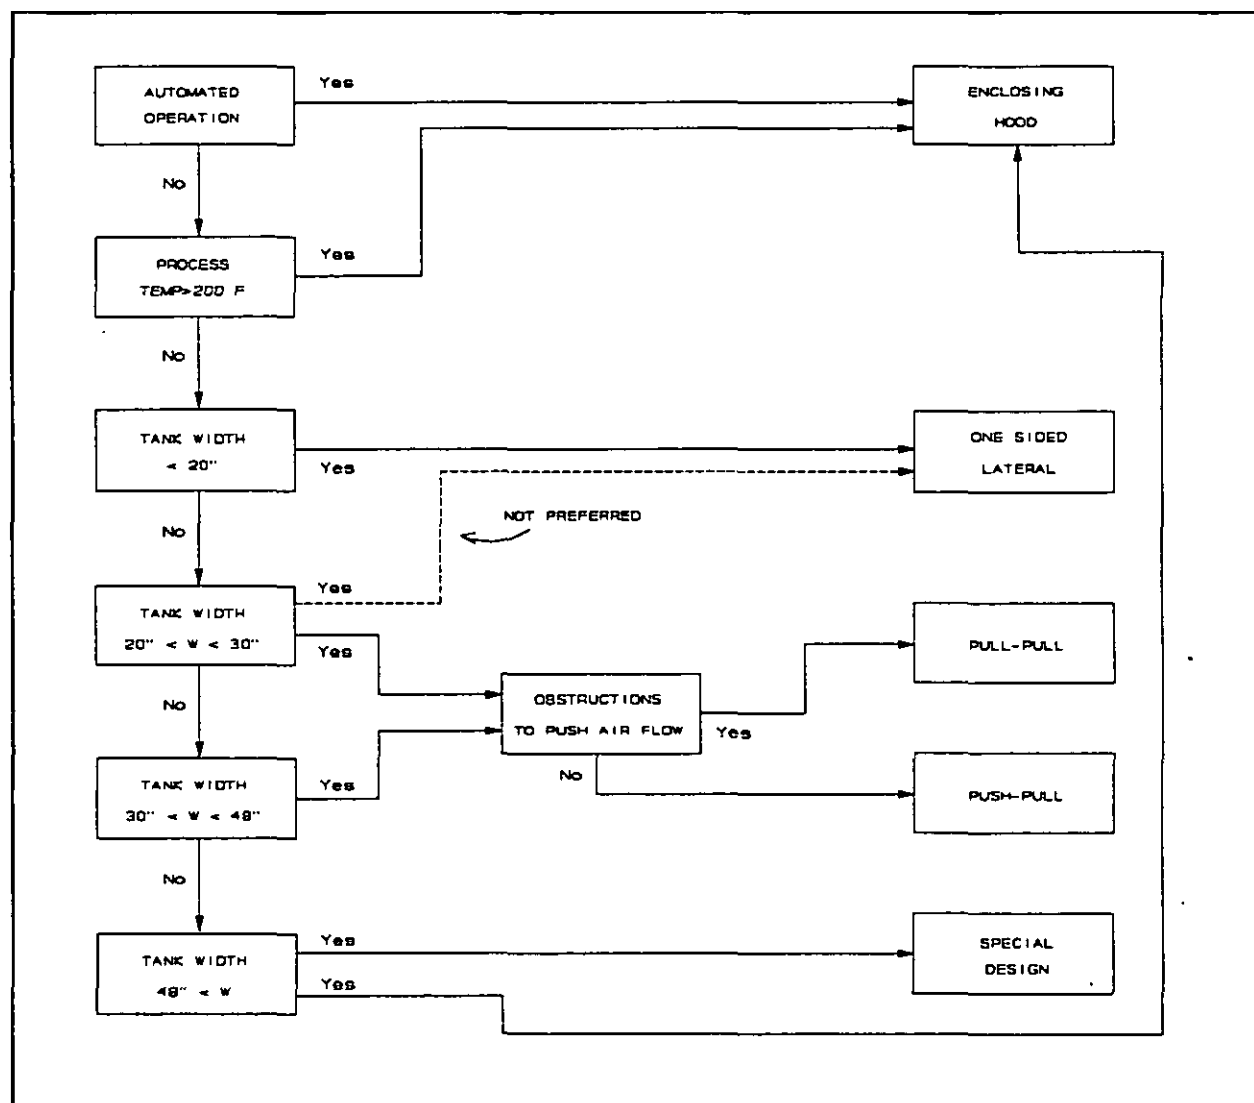 AUTOMATED
OPERATION
Yes
ENCLOSING
HOOD
No
PROCESS
TEMP>200 F
Yes
No
TANK WIDTH
< 20"
Yes
ONE SIDED
LATERAL
NOT PREFERRED
No
TANK WIDTH
20" < W < 30"
Yes
Yes
OBSTRUCTIONS
TO PUSH AIR FLOW
Yes
No
PULL-PULL
PUSH-PULL
No
TANK WIDTH
30" < W < 48"
Yes
No
TANK WIDTH
48" < W
Yes
Yes
SPECIAL
DESIGN